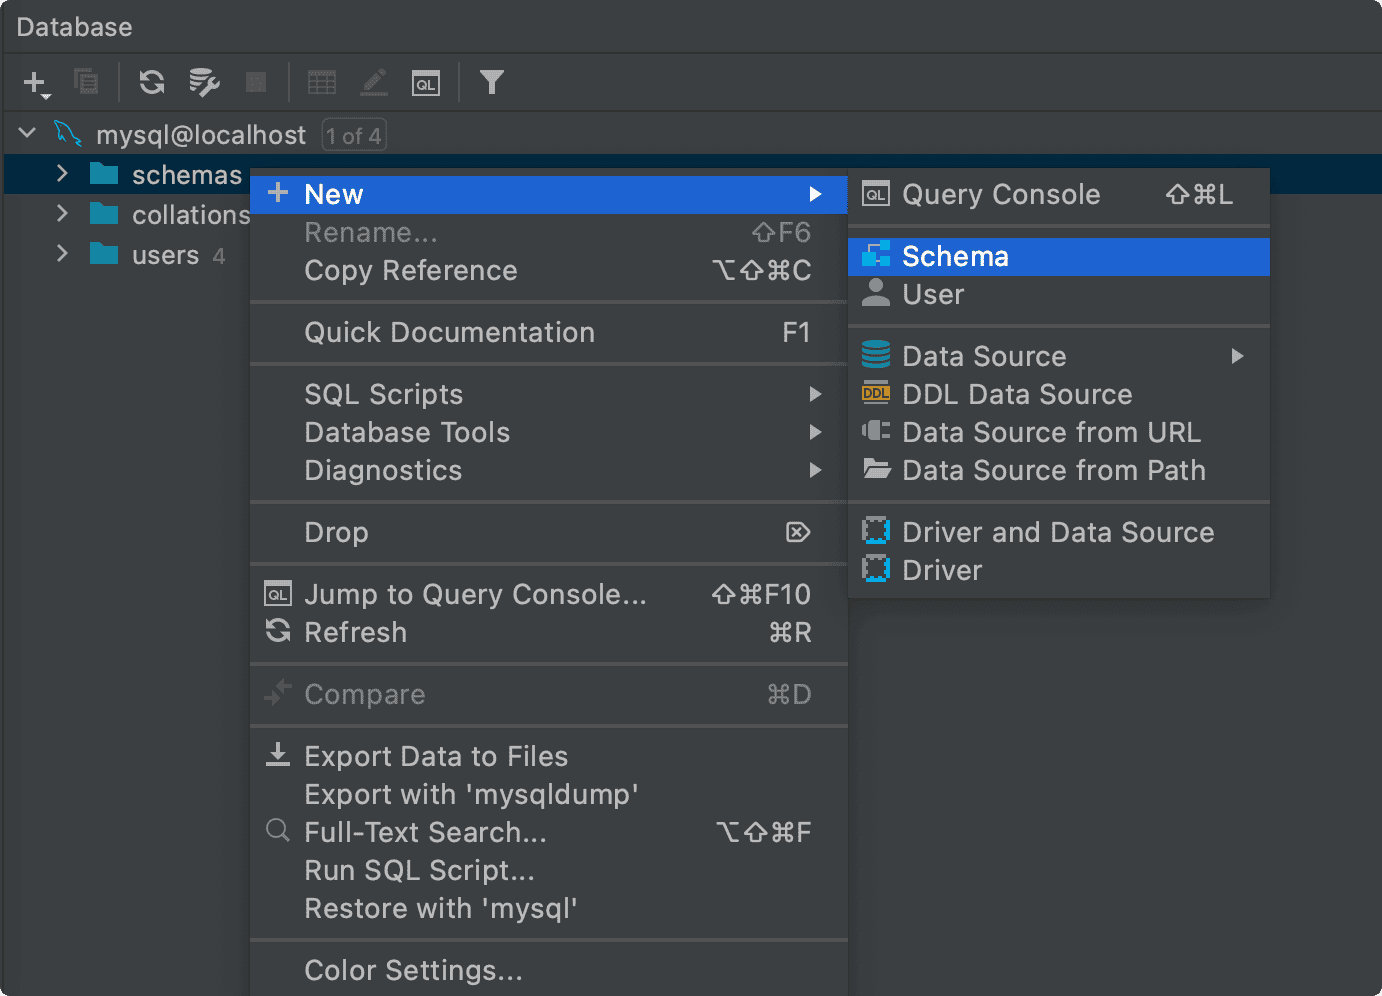 Database
QL
mysql@localhost 1 of 4
schemas
collations
users 4
New
Rename... ⇧F6
Copy Reference ⌥⇧⌘C
Quick Documentation F1
SQL Scripts
Database Tools
Diagnostics
Drop ⌦
QL Jump to Query Console... ⇧⌘F10
Refresh ⌘R
Compare ⌘D
Export Data to Files
Export with 'mysqldump'
Full-Text Search... ⌥⇧⌘F
Run SQL Script...
Restore with 'mysql'
Color Settings...
QL Query Console ⇧⌘L
Schema
User
Data Source
DDL DDL Data Source
Data Source from URL
Data Source from Path
Driver and Data Source
Driver